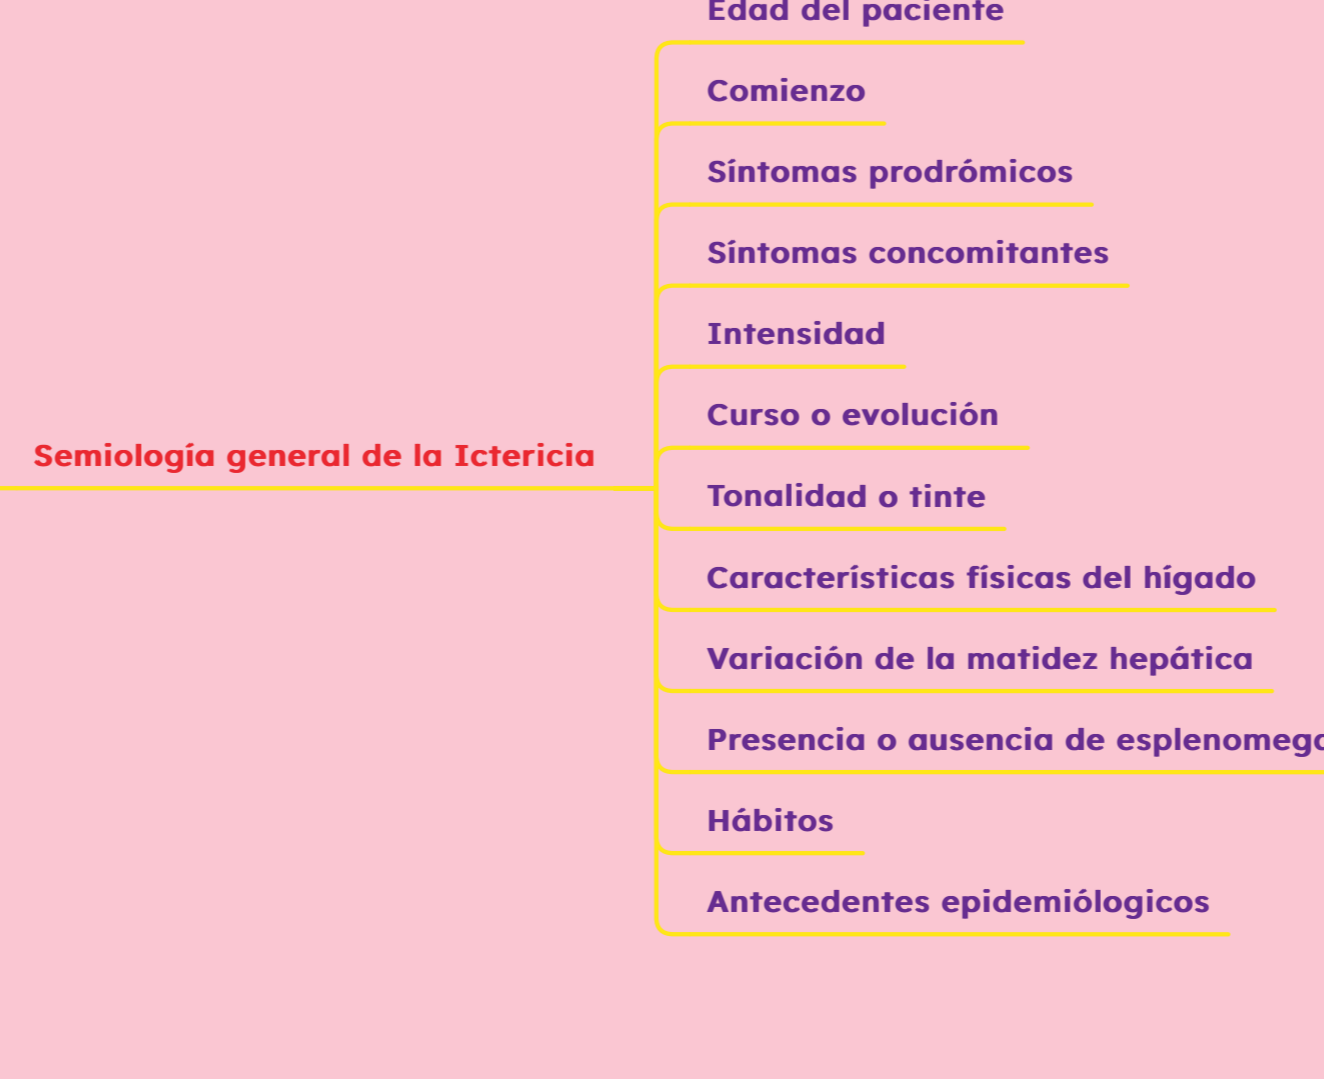 Edad del paciente
Comienzo
Síntomas prodrómicos
Síntomas concomitantes
Intensidad
Curso o evolución
Semiología general de la Ictericia
Tonalidad o tinte
Características físicas del hígado
Variación de la matidez hepática
Presencia o ausencia de
Hábitos
Antecedentes epidemiólogicos